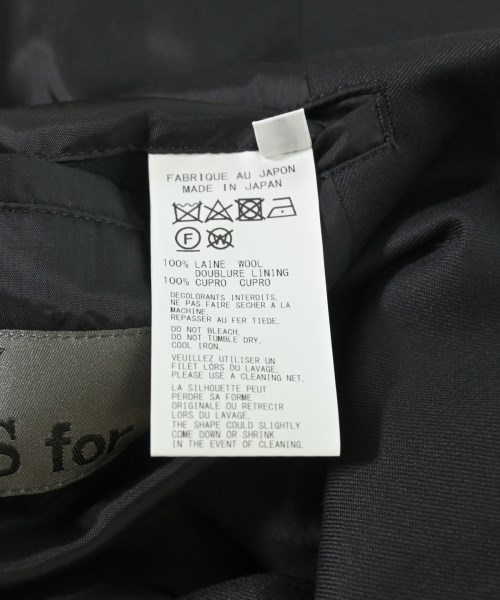 FABRIQUE AU JAPON
MADE IN JAPAN
F W
100% LAINE WOOL
DOUBLURE LINING
100% CUPRO CUPRO
DECOLORANTS INTERDITS.
NE PAS FAIRE SECHER A LA
MACHINE.
REPASSER AU FER TIEDE.
DO NOT BLEACH.
DO NOT TUMBLE DRY.
COOL IRON.
VEUILLEZ UTILISER UN
FILET LORS DU LAVAGE.
PLEASE USE A CLEANING NET.
LA SILHOUETTE PEUT
PERDRE SA FORME
ORIGINALE OU RETRECIR
LORS DU LAVAGE.
THE SHAPE COULD SLIGHTLY
COME DOWN OR SHRINK
IN THE EVENT OF CLEANING.
S for